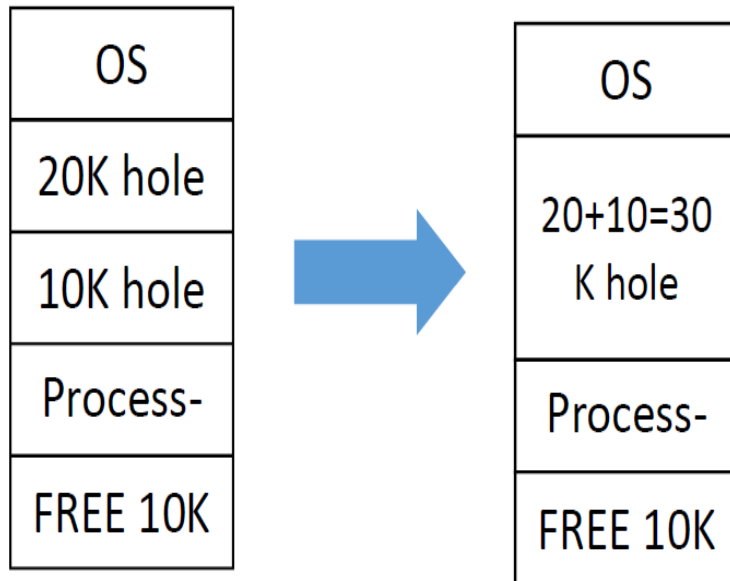 OS
20K hole
10K hole
Process-
FREE 10K
OS
20+10=30
K hole
Process-
FREE 10K